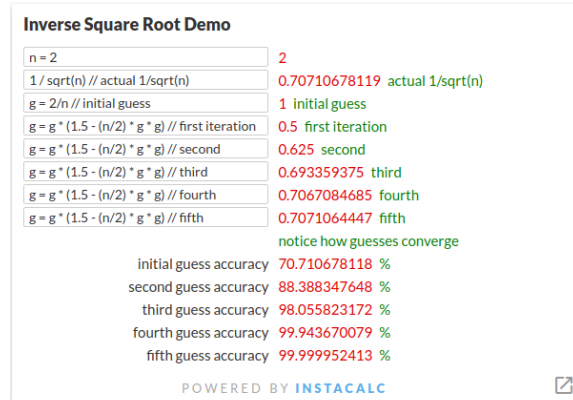 Inverse Square Root Demo
n = 2 2
1 / sqrt(n) // actual 1/sqrt(n) 0.70710678119 actual 1/sqrt(n)
g = 2/n // initial guess 1 initial guess
g = g * (1.5 - (n/2) * g * g) // first iteration 0.5 first iteration
g = g * (1.5 - (n/2) * g * g) // second 0.625 second
g = g * (1.5 - (n/2) * g * g) // third 0.693359375 third
g = g * (1.5 - (n/2) * g * g) // fourth 0.7067084685 fourth
g = g * (1.5 - (n/2) * g * g) // fifth 0.7071064447 fifth
notice how guesses converge
initial guess accuracy 70.710678118 %
second guess accuracy 88.388347648 %
third guess accuracy 98.055823172 %
fourth guess accuracy 99.943670079 %
fifth guess accuracy 99.999952413 %
POWERED BY INSTACALC